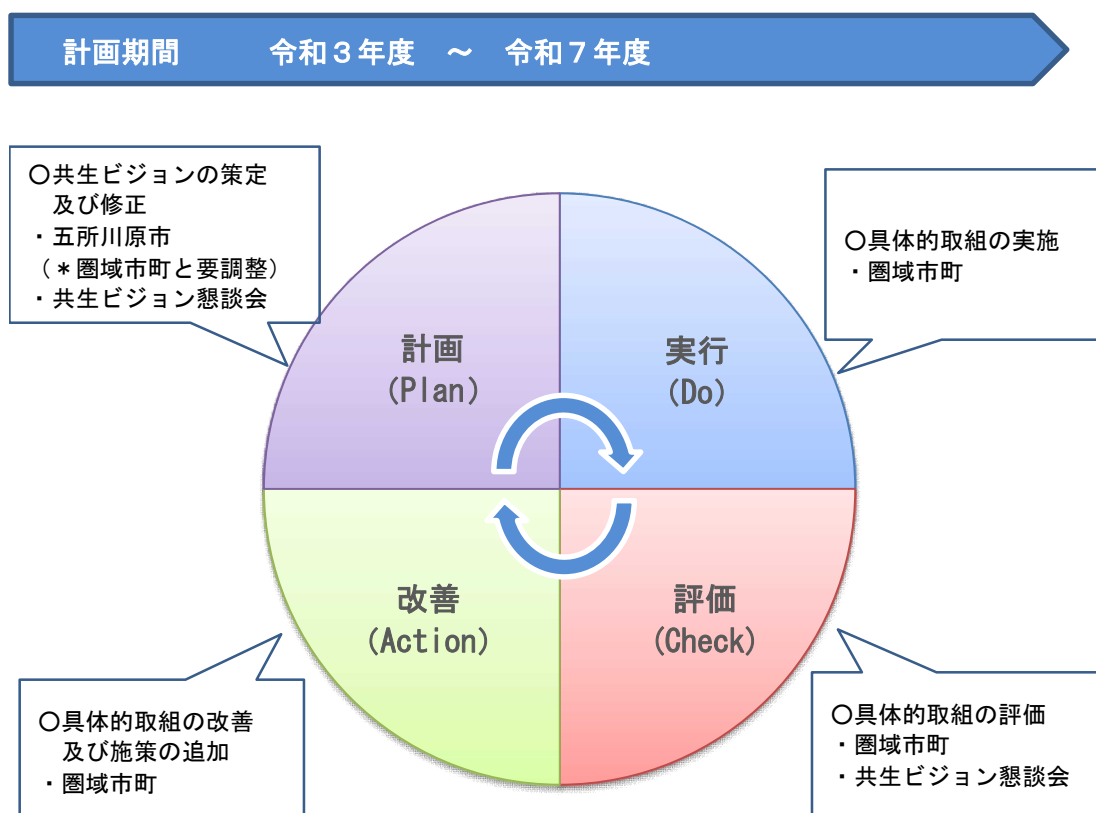 計画期間　　　令和３年度　～　令和７年度
〇共生ビジョンの策定
及び修正
・五所川原市
（＊圏域市町と要調整）
・共生ビジョン懇談会
〇具体的取組の実施
・圏域市町
計画
(Plan)
実行
(Do)
改善
(Action)
評価
(Check)
〇具体的取組の改善
及び施策の追加
・圏域市町
〇具体的取組の評価
・圏域市町
・共生ビジョン懇談会